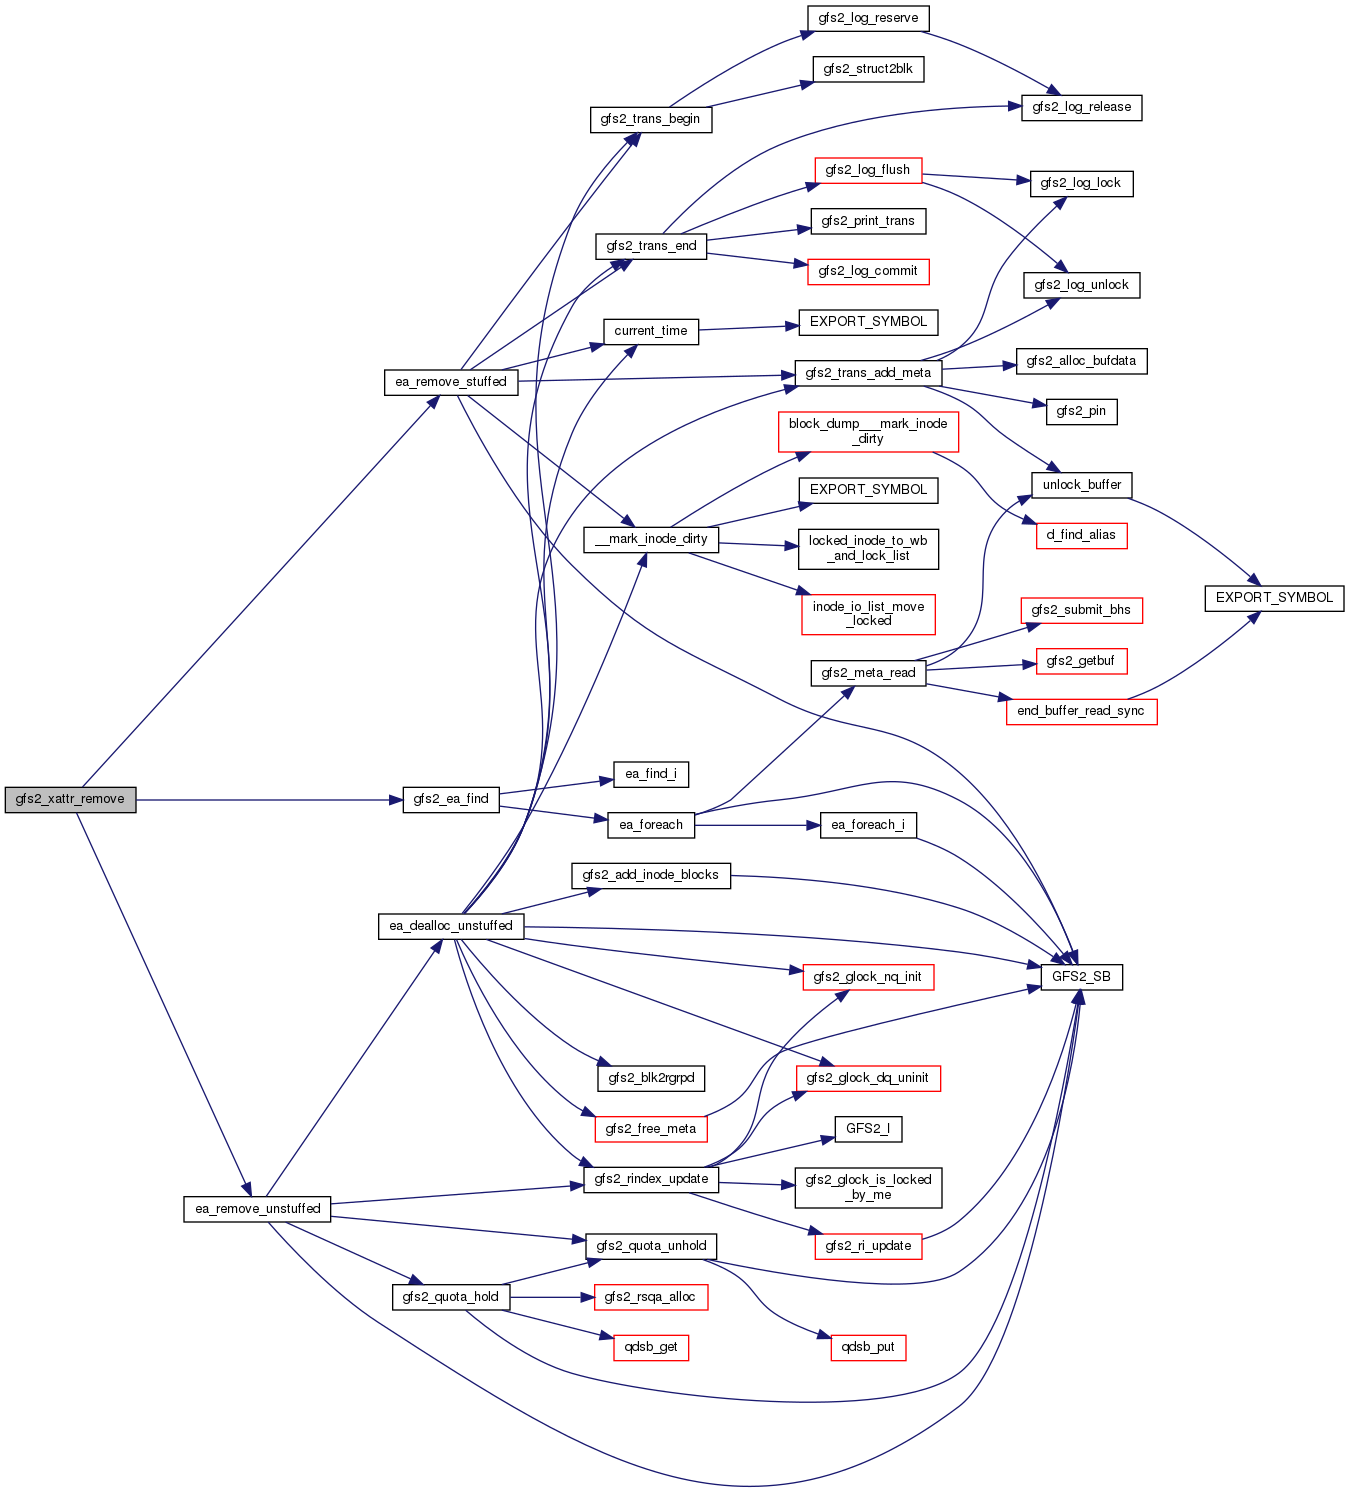 gfs2_log_reserve
gfs2_struct2blk
gfs2_log_release
gfs2_trans_begin
gfs2_log_flush
gfs2_log_lock
gfs2_print_trans
gfs2_trans_end
gfs2_log_commit
gfs2_log_unlock
EXPORT_SYMBOL
current_time
gfs2_alloc_bufdata
gfs2_trans_add_meta
ea_remove_stuffed
gfs2_pin
block_dump___mark_inode
_dirty
unlock_buffer
EXPORT_SYMBOL
d_find_alias
__mark_inode_dirty
locked_inode_to_wb
_and_lock_list
EXPORT_SYMBOL
inode_io_list_move
_locked
gfs2_submit_bhs
gfs2_getbuf
gfs2_meta_read
end_buffer_read_sync
ea_find_i
gfs2_xattr_remove
gfs2_ea_find
ea_foreach
ea_foreach_i
gfs2_add_inode_blocks
ea_dealloc_unstuffed
gfs2_glock_nq_init
GFS2_SB
gfs2_blk2rgrpd
gfs2_glock_dq_uninit
gfs2_free_meta
GFS2_I
gfs2_rindex_update
gfs2_glock_is_locked
_by_me
ea_remove_unstuffed
gfs2_quota_unhold
gfs2_ri_update
gfs2_quota_hold
gfs2_rsqa_alloc
qdsb_get
qdsb_put